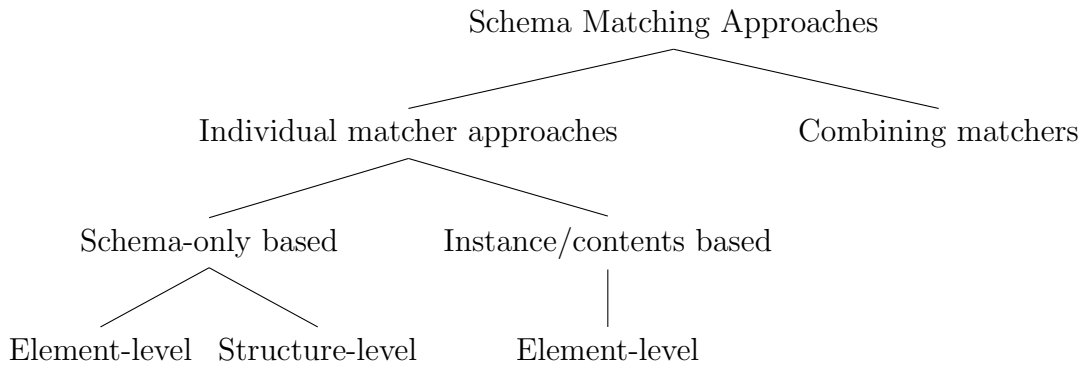 Schema Matching Approaches
Individual matcher approaches
Combining matchers
Schema-only based
Instance/contents based
Element-level
Structure-level
Element-level